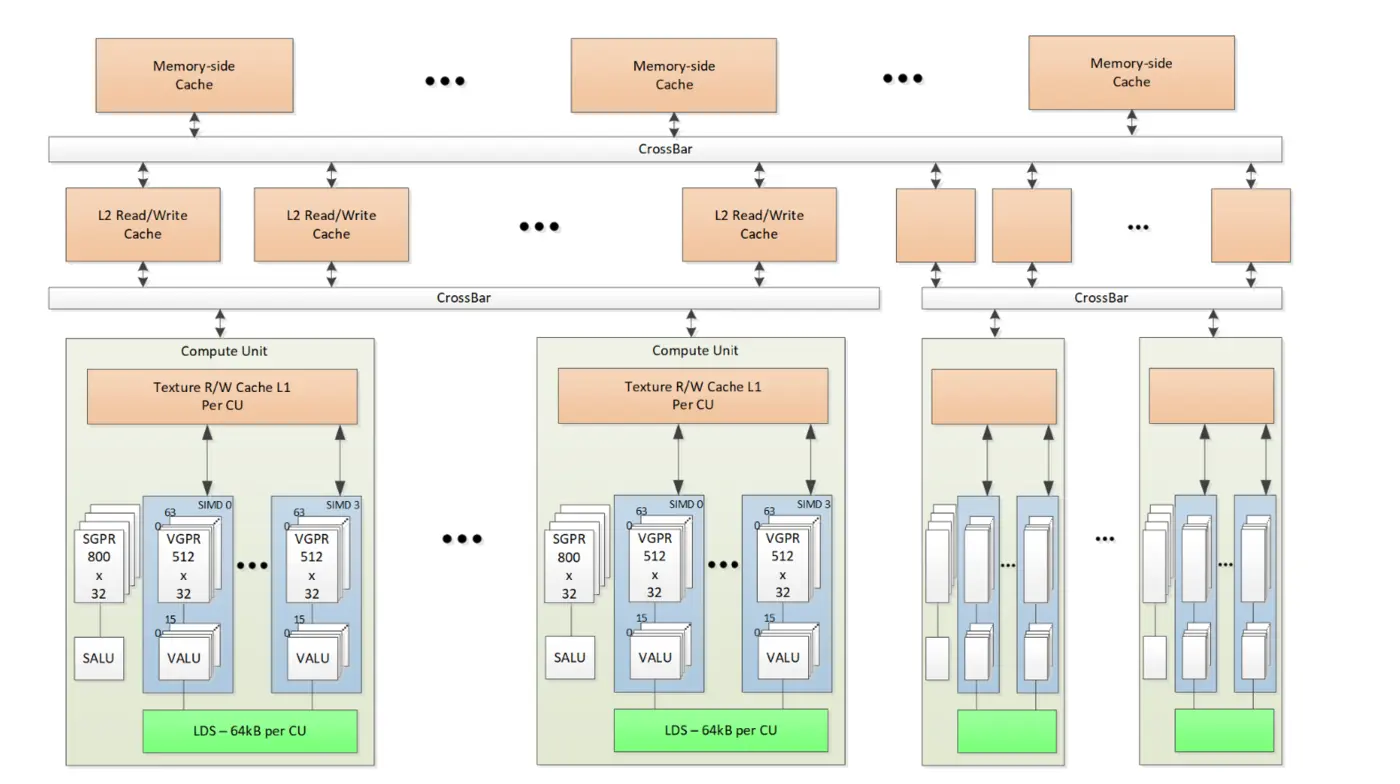 Memory-side
Cache
Memory-side
Cache
Memory-side
Cache
CrossBar
L2 Read/Write
Cache
L2 Read/Write
Cache
L2 Read/Write
Cache
CrossBar
CrossBar
Compute Unit
Texture R/W Cache L1
Per CU
SIMD 0
SIMD 3
63
0
63
0
SGPR
800
x
32
VGPR
512
x
32
VGPR
512
x
32
15
0
15
0
SALU
VALU
VALU
LDS – 64kB per CU
Compute Unit
Texture R/W Cache L1
Per CU
SIMD 0
SIMD 3
63
0
63
0
SGPR
800
x
32
VGPR
512
x
32
VGPR
512
x
32
15
0
15
0
SALU
VALU
VALU
LDS – 64kB per CU